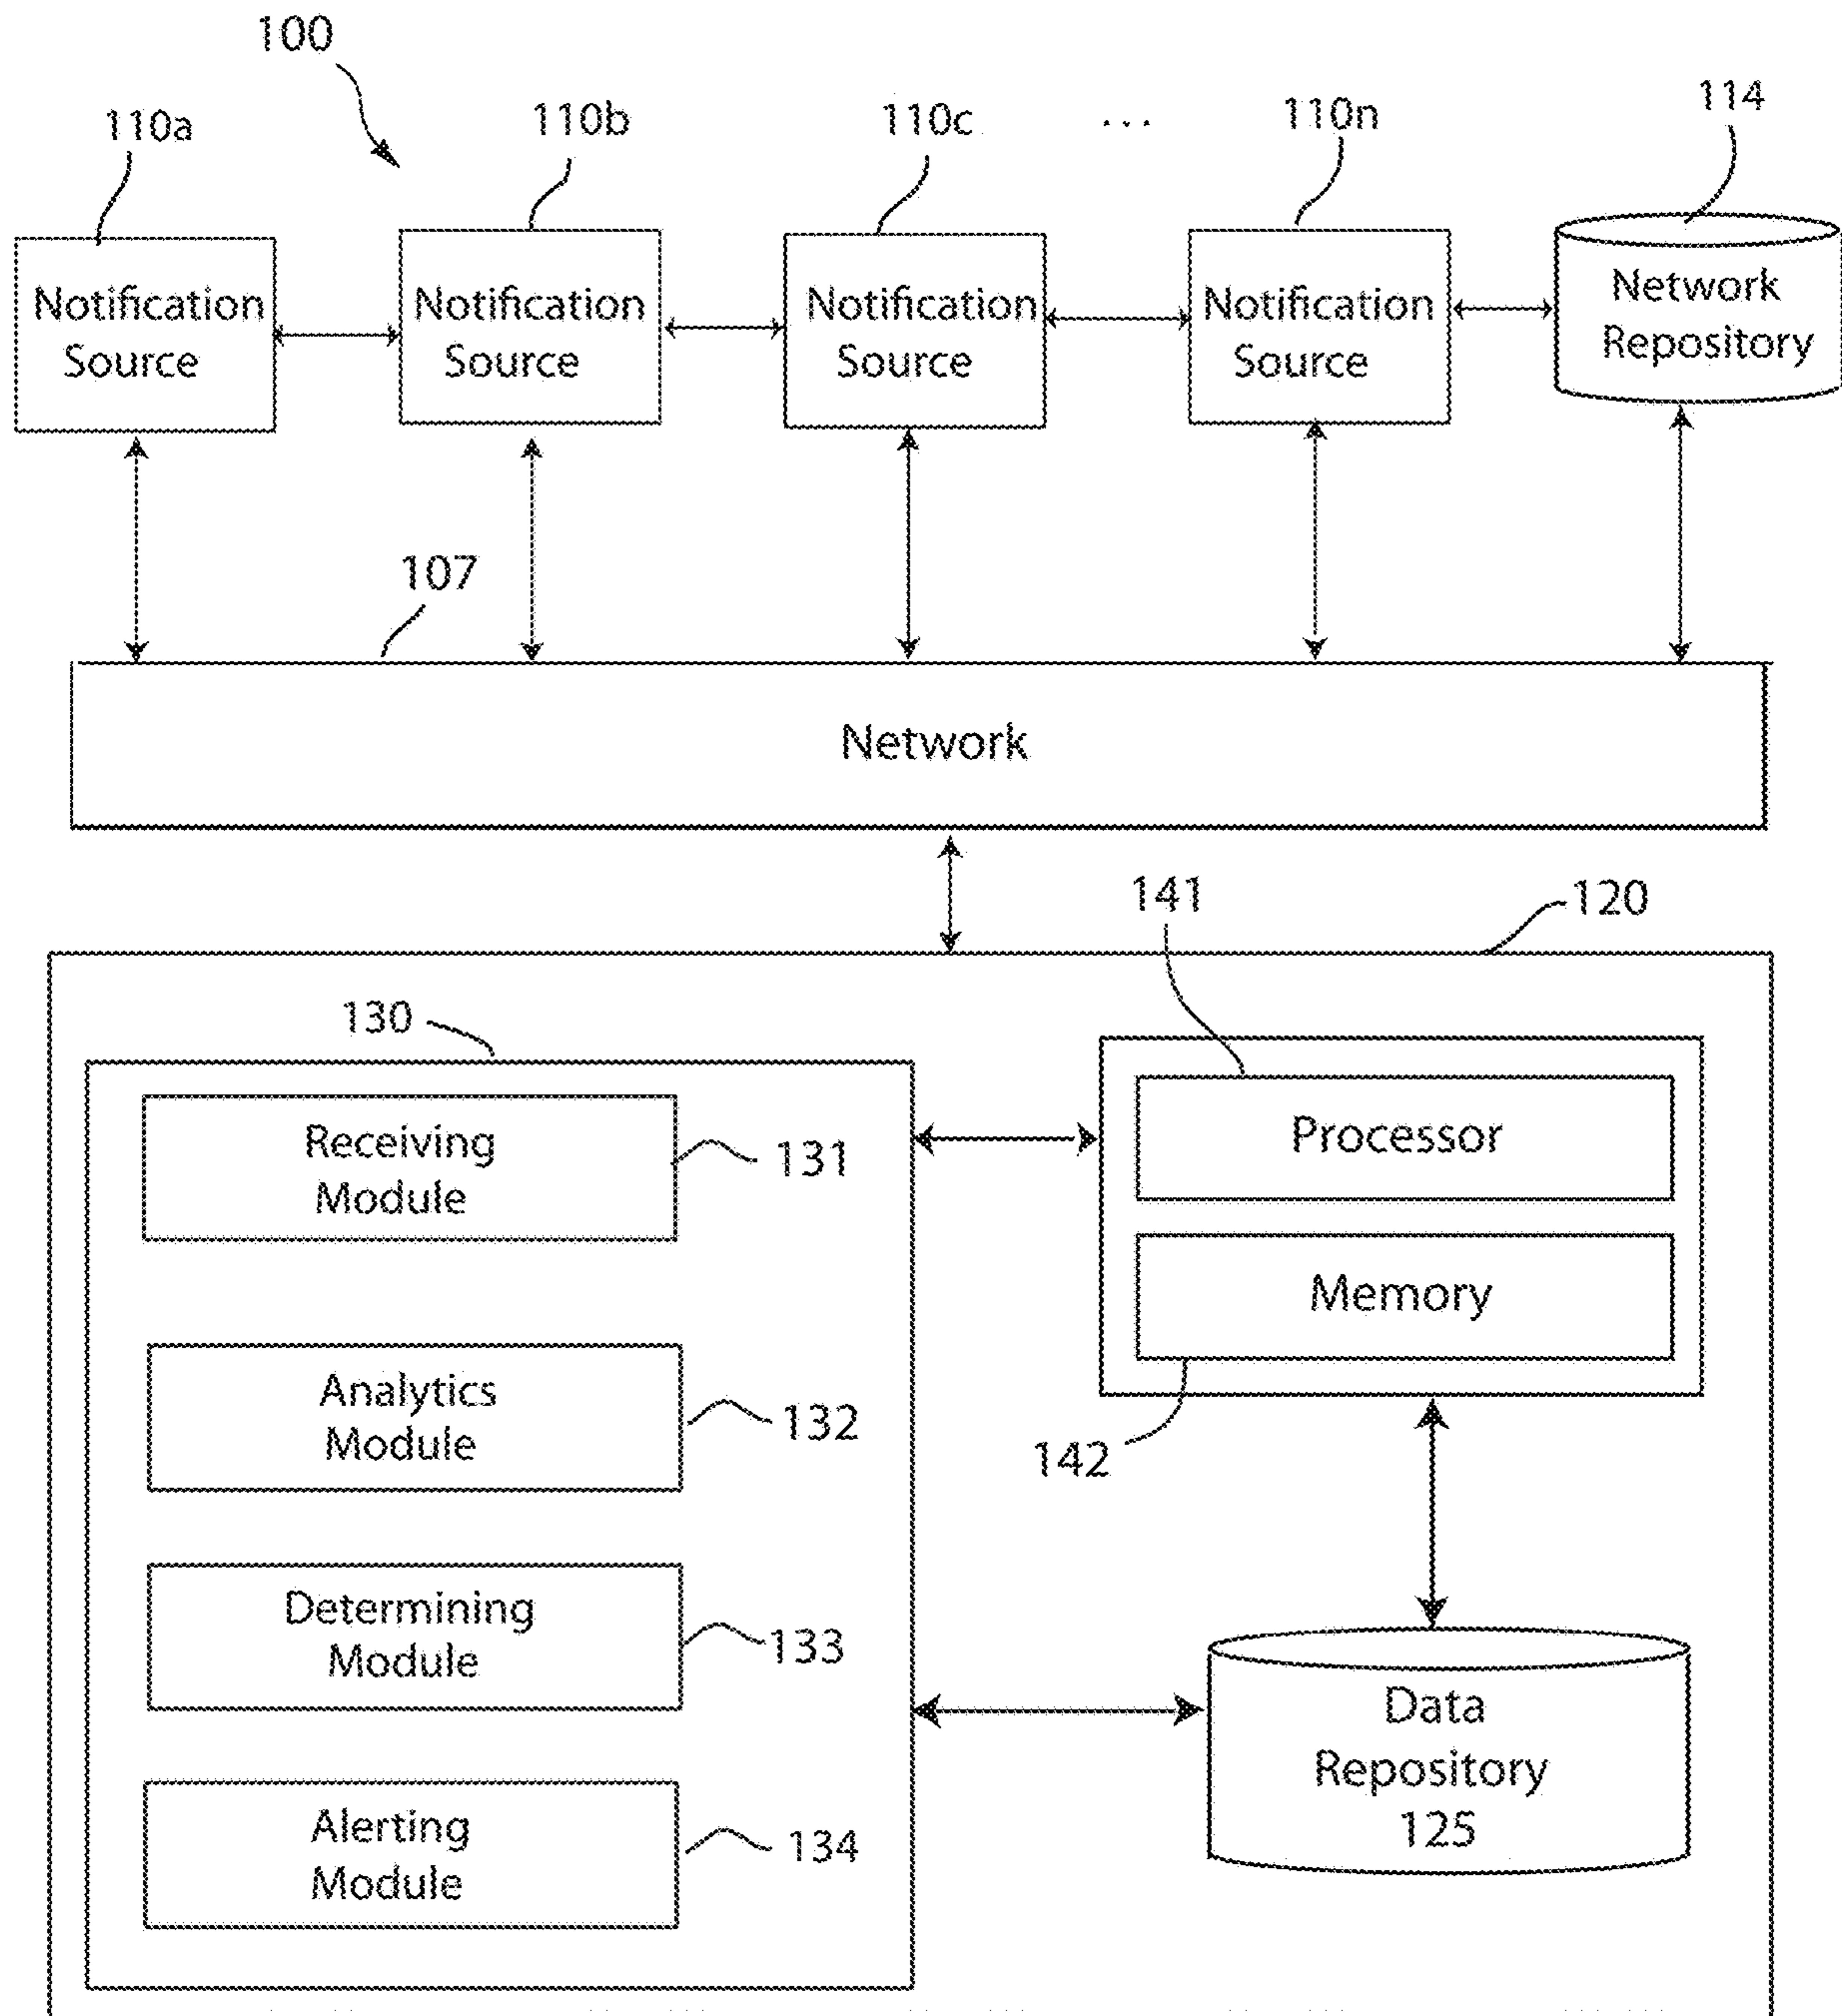 100
110a
110b
110c
...
110n
114
Notification
Source
Notification
Source
Notification
Source
Notification
Source
Network
Repository
107
Network
141
120
130
Receiving
Module
131
Analytics
Module
132
Determining
Module
133
Alerting
Module
134
Processor
Memory
142
Data
Repository
125